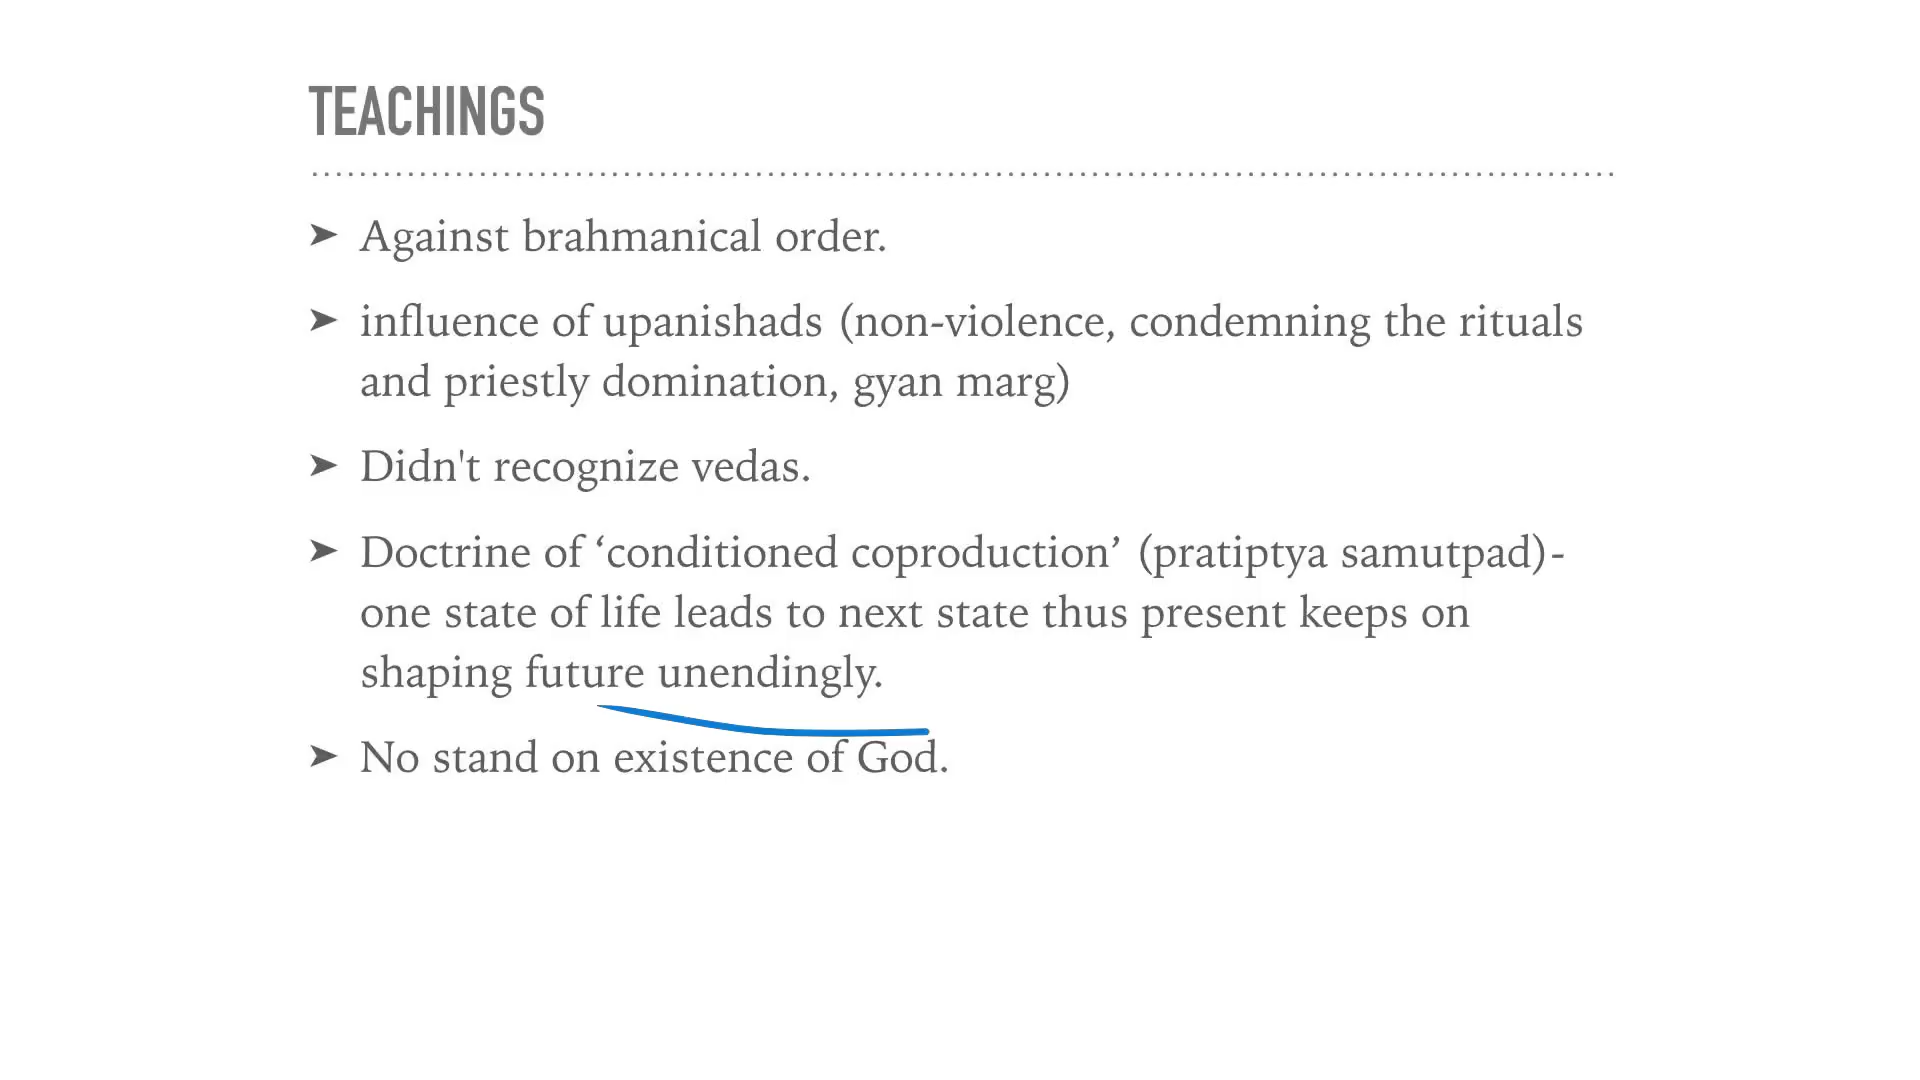 TEACHINGS
➤ Against brahmanical order.
➤ influence of upanishads (non-violence, condemning the rituals
and priestly domination, gyan marg)
➤ Didn't recognize vedas.
➤ Doctrine of ‘conditioned coproduction’ (pratiptya samutpad)-
one state of life leads to next state thus present keeps on
shaping future unendingly.
➤ No stand on existence of God.